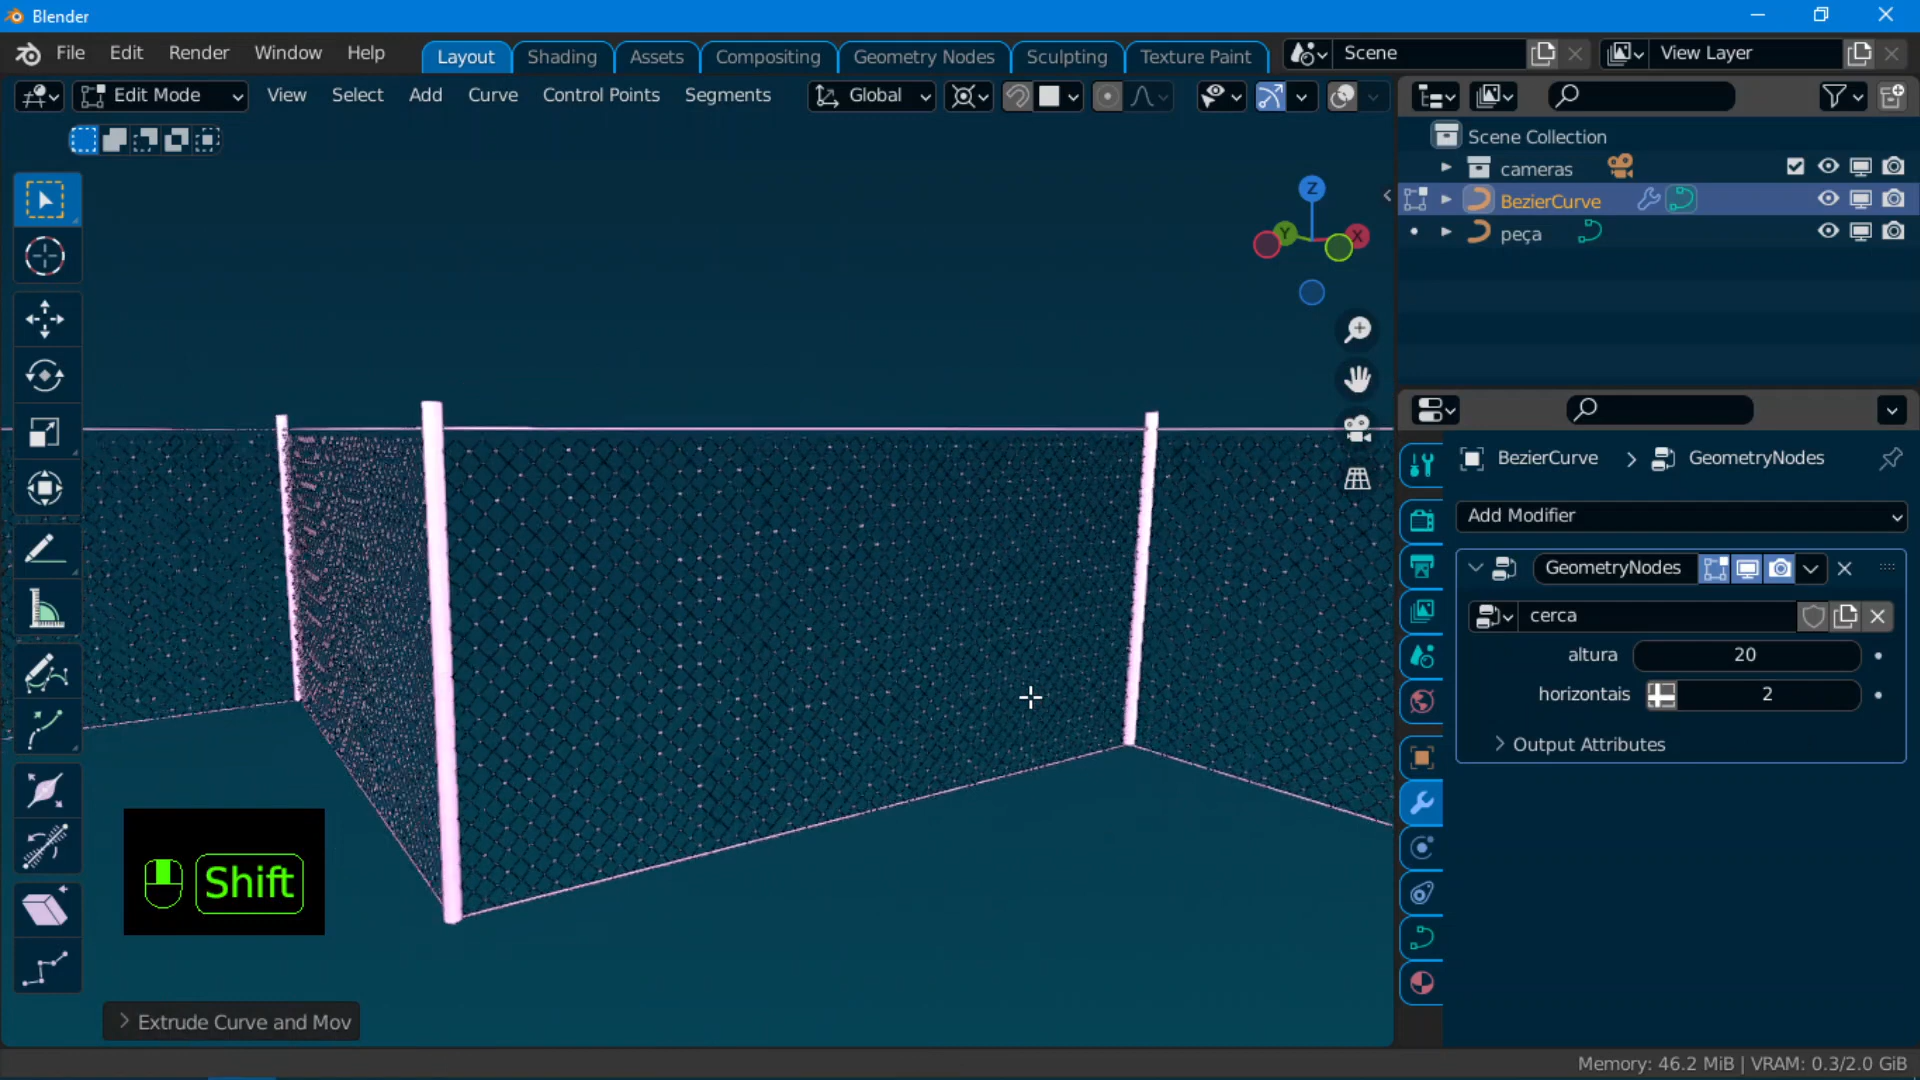 Blender
File Edit Render Window Help Layout Shading Assets Compositing Geometry Nodes Sculpting Texture Paint Scene View Layer
Edit Mode View Select Add Curve Control Points Segments Global
Scene Collection
cameras
BezierCurve
peça
Z
Y X
BezierCurve > GeometryNodes
Add Modifier
GeometryNodes
cerca
altura 20
horizontais 2
Output Attributes
Shift
Extrude Curve and Mov
Memory: 46.2 MiB | VRAM: 0.3/2.0 GiB